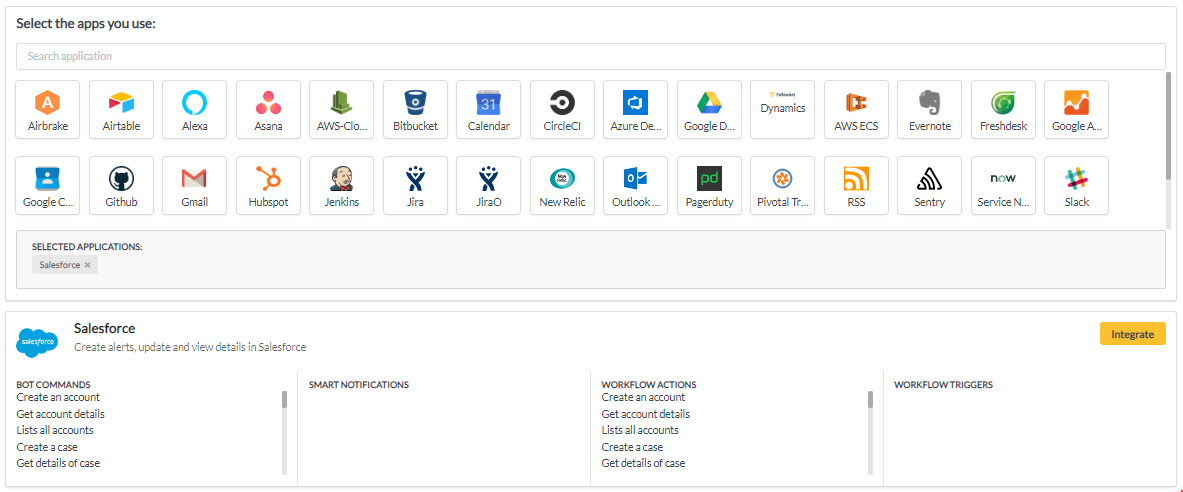 Select the apps you use:
Search application
Airbrake
Airtable
Alexa
Asana
AWS-Clo...
Bitbucket
31
Calendar
CircleCI
Azure De...
Google D...
Dynamics
AWS ECS
Evernote
Freshdesk
Google A...
Google C...
Github
Gmail
Hubspot
Jenkins
Jira
JiraO
New Relic
New Relic
Outlook ...
pd
Pagerduty
Pivotal Tr...
RSS
Sentry
now
Service N...
Slack
SELECTED APPLICATIONS:
Salesforce ×
salesforce
Salesforce
Create alerts, update and view details in Salesforce
Integrate
BOT COMMANDS
Create an account
Get account details
Lists all accounts
Create a case
Get details of case
SMART NOTIFICATIONS
WORKFLOW ACTIONS
Create an account
Get account details
Lists all accounts
Create a case
Get details of case
WORKFLOW TRIGGERS